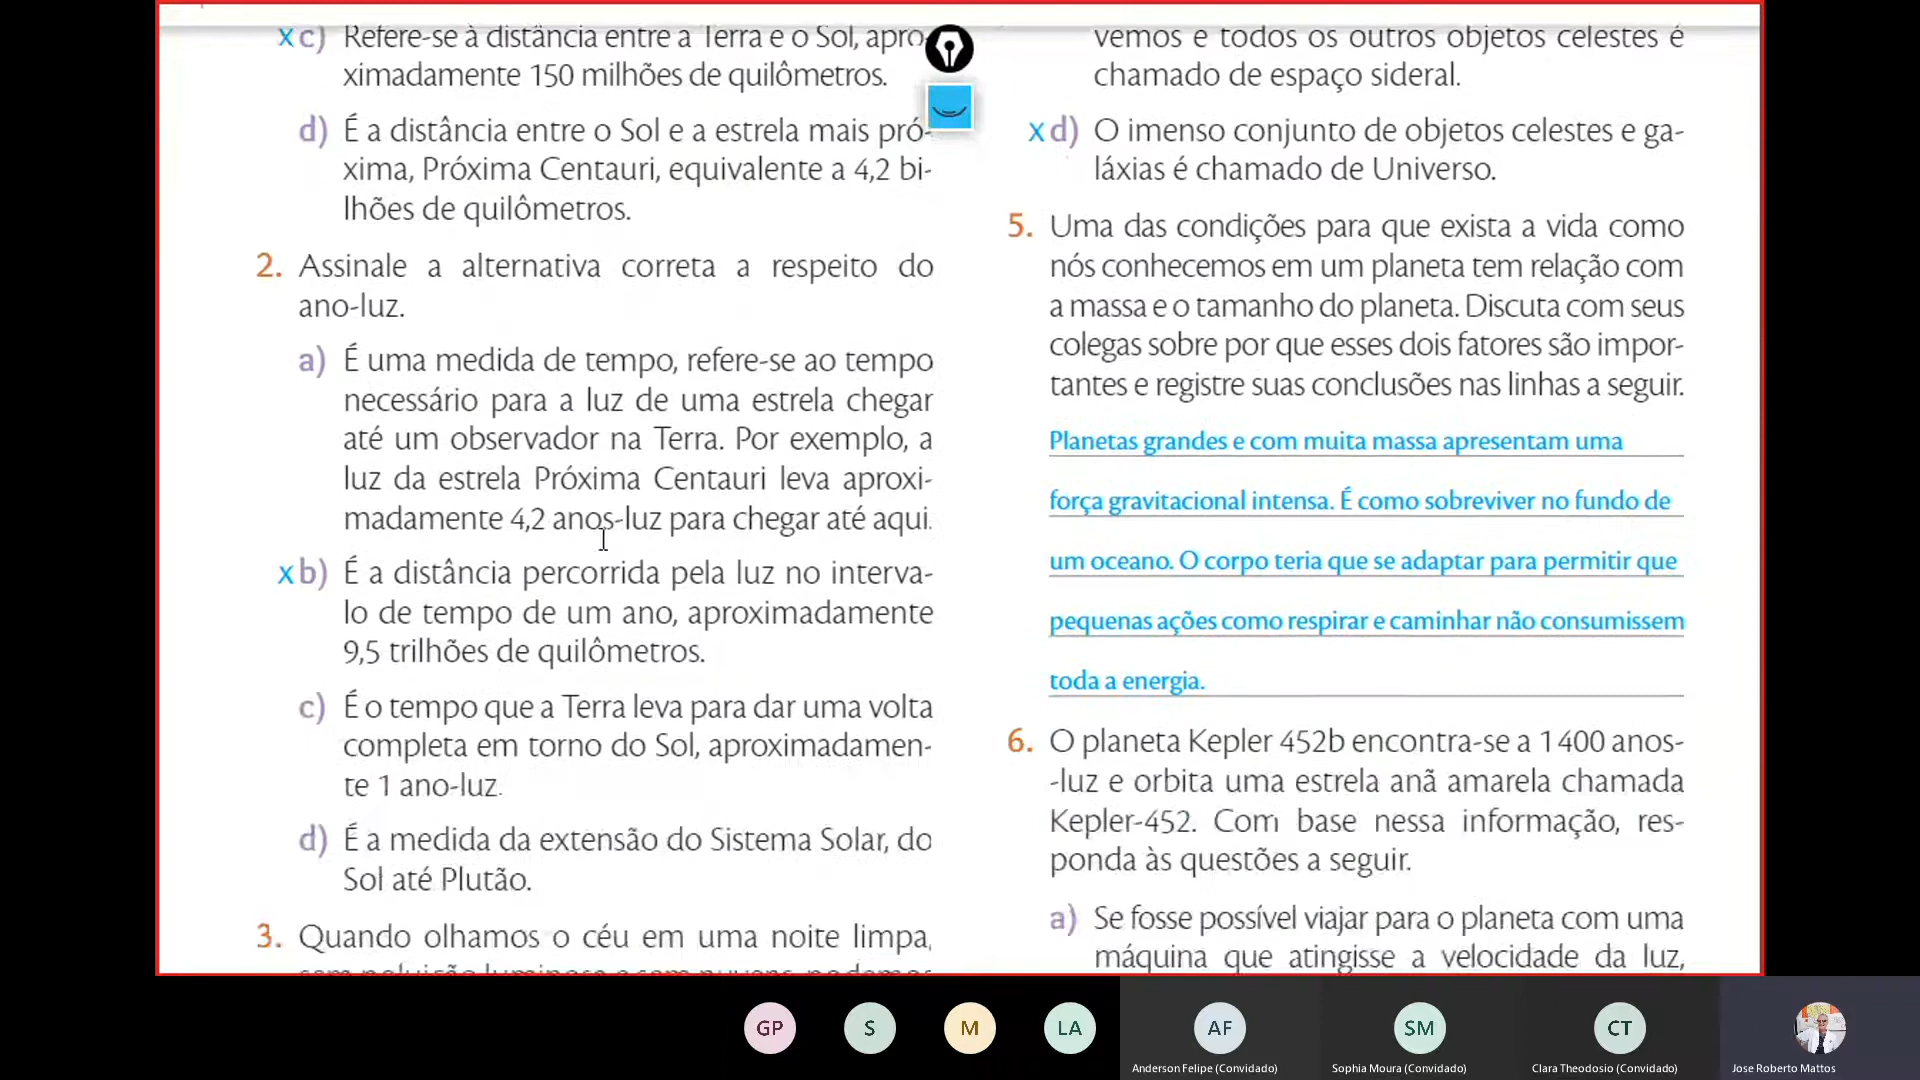 x c) Refere-se à distância entre a Terra e o Sol, apro-
ximadamente 150 milhões de quilômetros.
d) É a distância entre o Sol e a estrela mais pró-
xima, Próxima Centauri, equivalente a 4,2 bi-
lhões de quilômetros.
2. Assinale a alternativa correta a respeito do
ano-luz.
a) É uma medida de tempo, refere-se ao tempo
necessário para a luz de uma estrela chegar
até um observador na Terra. Por exemplo, a
luz da estrela Próxima Centauri leva aproxi-
madamente 4,2 anos-luz para chegar até aqui.
x b) É a distância percorrida pela luz no interva-
lo de tempo de um ano, aproximadamente
9,5 trilhões de quilômetros.
c) É o tempo que a Terra leva para dar uma volta
completa em torno do Sol, aproximadamen-
te 1 ano-luz.
d) É a medida da extensão do Sistema Solar, do
Sol até Plutão.
3. Quando olhamos o céu em uma noite limpa,
sem poluição luminosa e sem nuvens, podemos
vemos e todos os outros objetos celestes é
chamado de espaço sideral.
x d) O imenso conjunto de objetos celestes e ga-
láxias é chamado de Universo.
5. Uma das condições para que exista a vida como
nós conhecemos em um planeta tem relação com
a massa e o tamanho do planeta. Discuta com seus
colegas sobre por que esses dois fatores são impor-
tantes e registre suas conclusões nas linhas a seguir.
Planetas grandes e com muita massa apresentam uma
força gravitacional intensa. É como sobreviver no fundo de
um oceano. O corpo teria que se adaptar para permitir que
pequenas ações como respirar e caminhar não consumissem
toda a energia.
6. O planeta Kepler 452b encontra-se a 1 400 anos-
-luz e orbita uma estrela anã amarela chamada
Kepler-452. Com base nessa informação, res-
ponda às questões a seguir.
a) Se fosse possível viajar para o planeta com uma
máquina que atingisse a velocidade da luz,
GP
S
M
LA
AF
SM
CT
Anderson Felipe (Convidado)
Sophia Moura (Convidado)
Clara Theodosio (Convidado)
Jose Roberto Mattos